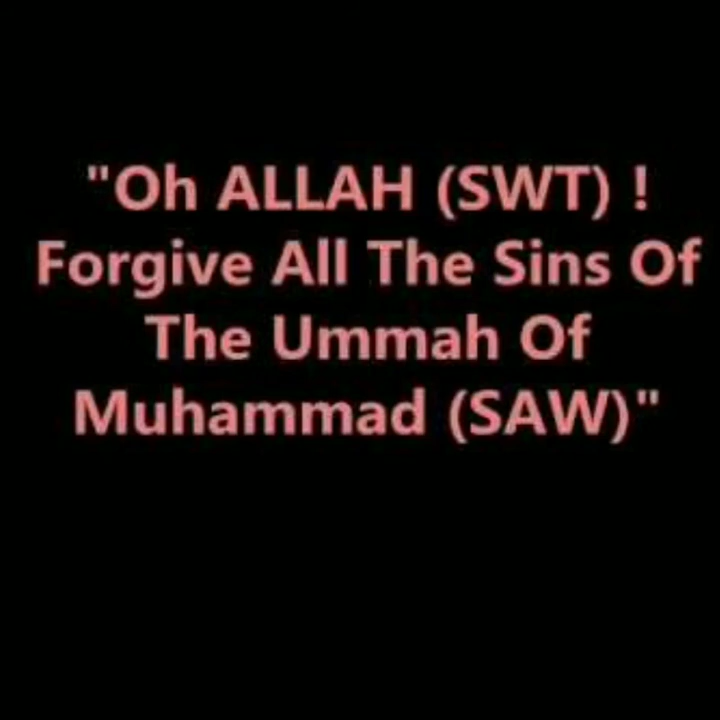 "Oh ALLAH (SWT) !
Forgive All The Sins Of
The Ummah Of
Muhammad (SAW)"